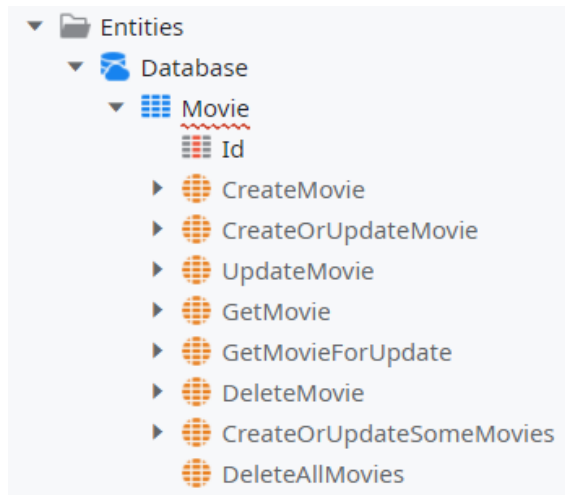 Entities
Database
Movie
Id
CreateMovie
CreateOrUpdateMovie
UpdateMovie
GetMovie
GetMovieForUpdate
DeleteMovie
CreateOrUpdateSomeMovies
DeleteAllMovies